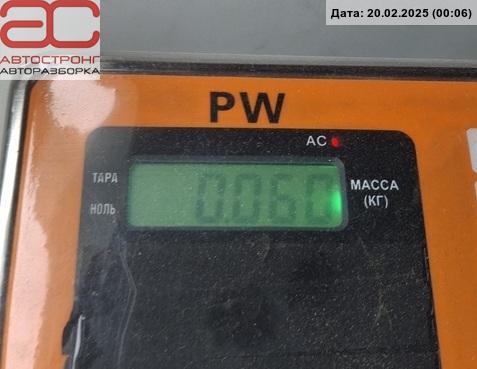 Дата: 20.02.2025 (00:06)
АС
АВТОСТРОНГ
АВТОРАЗБОРКА
PW
AC
ТАРА
НОЛЬ
0.060
МАССА
(КГ)